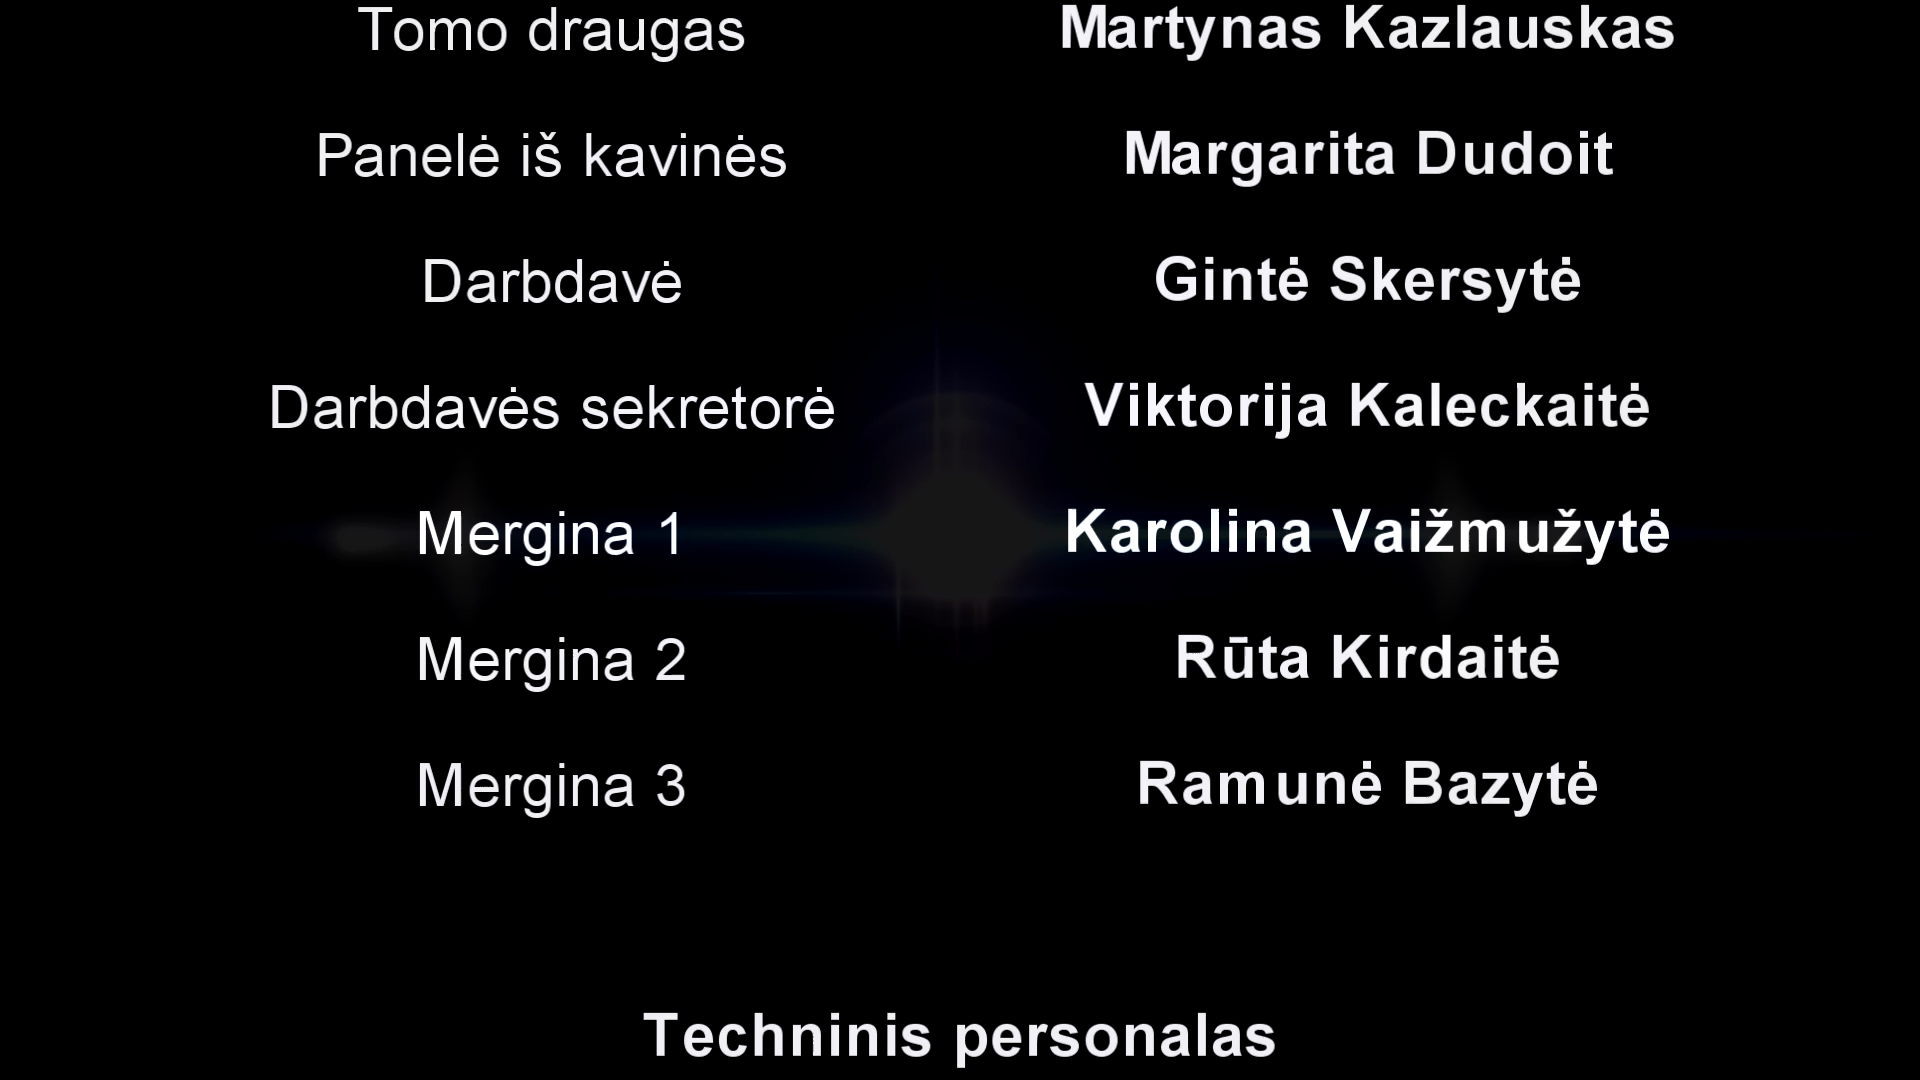 Tomo draugas Martynas Kazlauskas
Panelė iš kavinės Margarita Dudoit
Darbdavė Gintė Skersytė
Darbdavės sekretorė Viktorija Kaleckaitė
Mergina 1 Karolina Vaižmužytė
Mergina 2 Rūta Kirdaitė
Mergina 3 Ramunė Bazytė
Techninis personalas